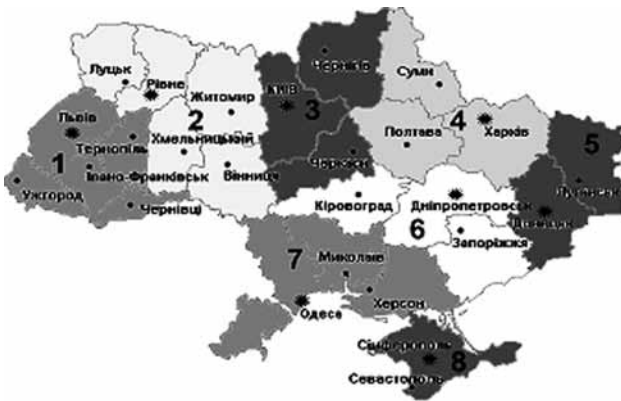 Чернігів
Луцьк
Рівне
Суми
КИЇВ
Житомир
Львів
2
3
4
Харків
5
Тернопіль
Хмельницький
Полтава
1
Івано-Франківськ
Вінниця
Черкаси
Луганськ
Ужгород
Чернівці
Кіровоград
Дніпропетровськ
Донецьк
6
Запоріжжя
7
Миколаїв
Херсон
Одеса
Сімферополь
8
Севастополь